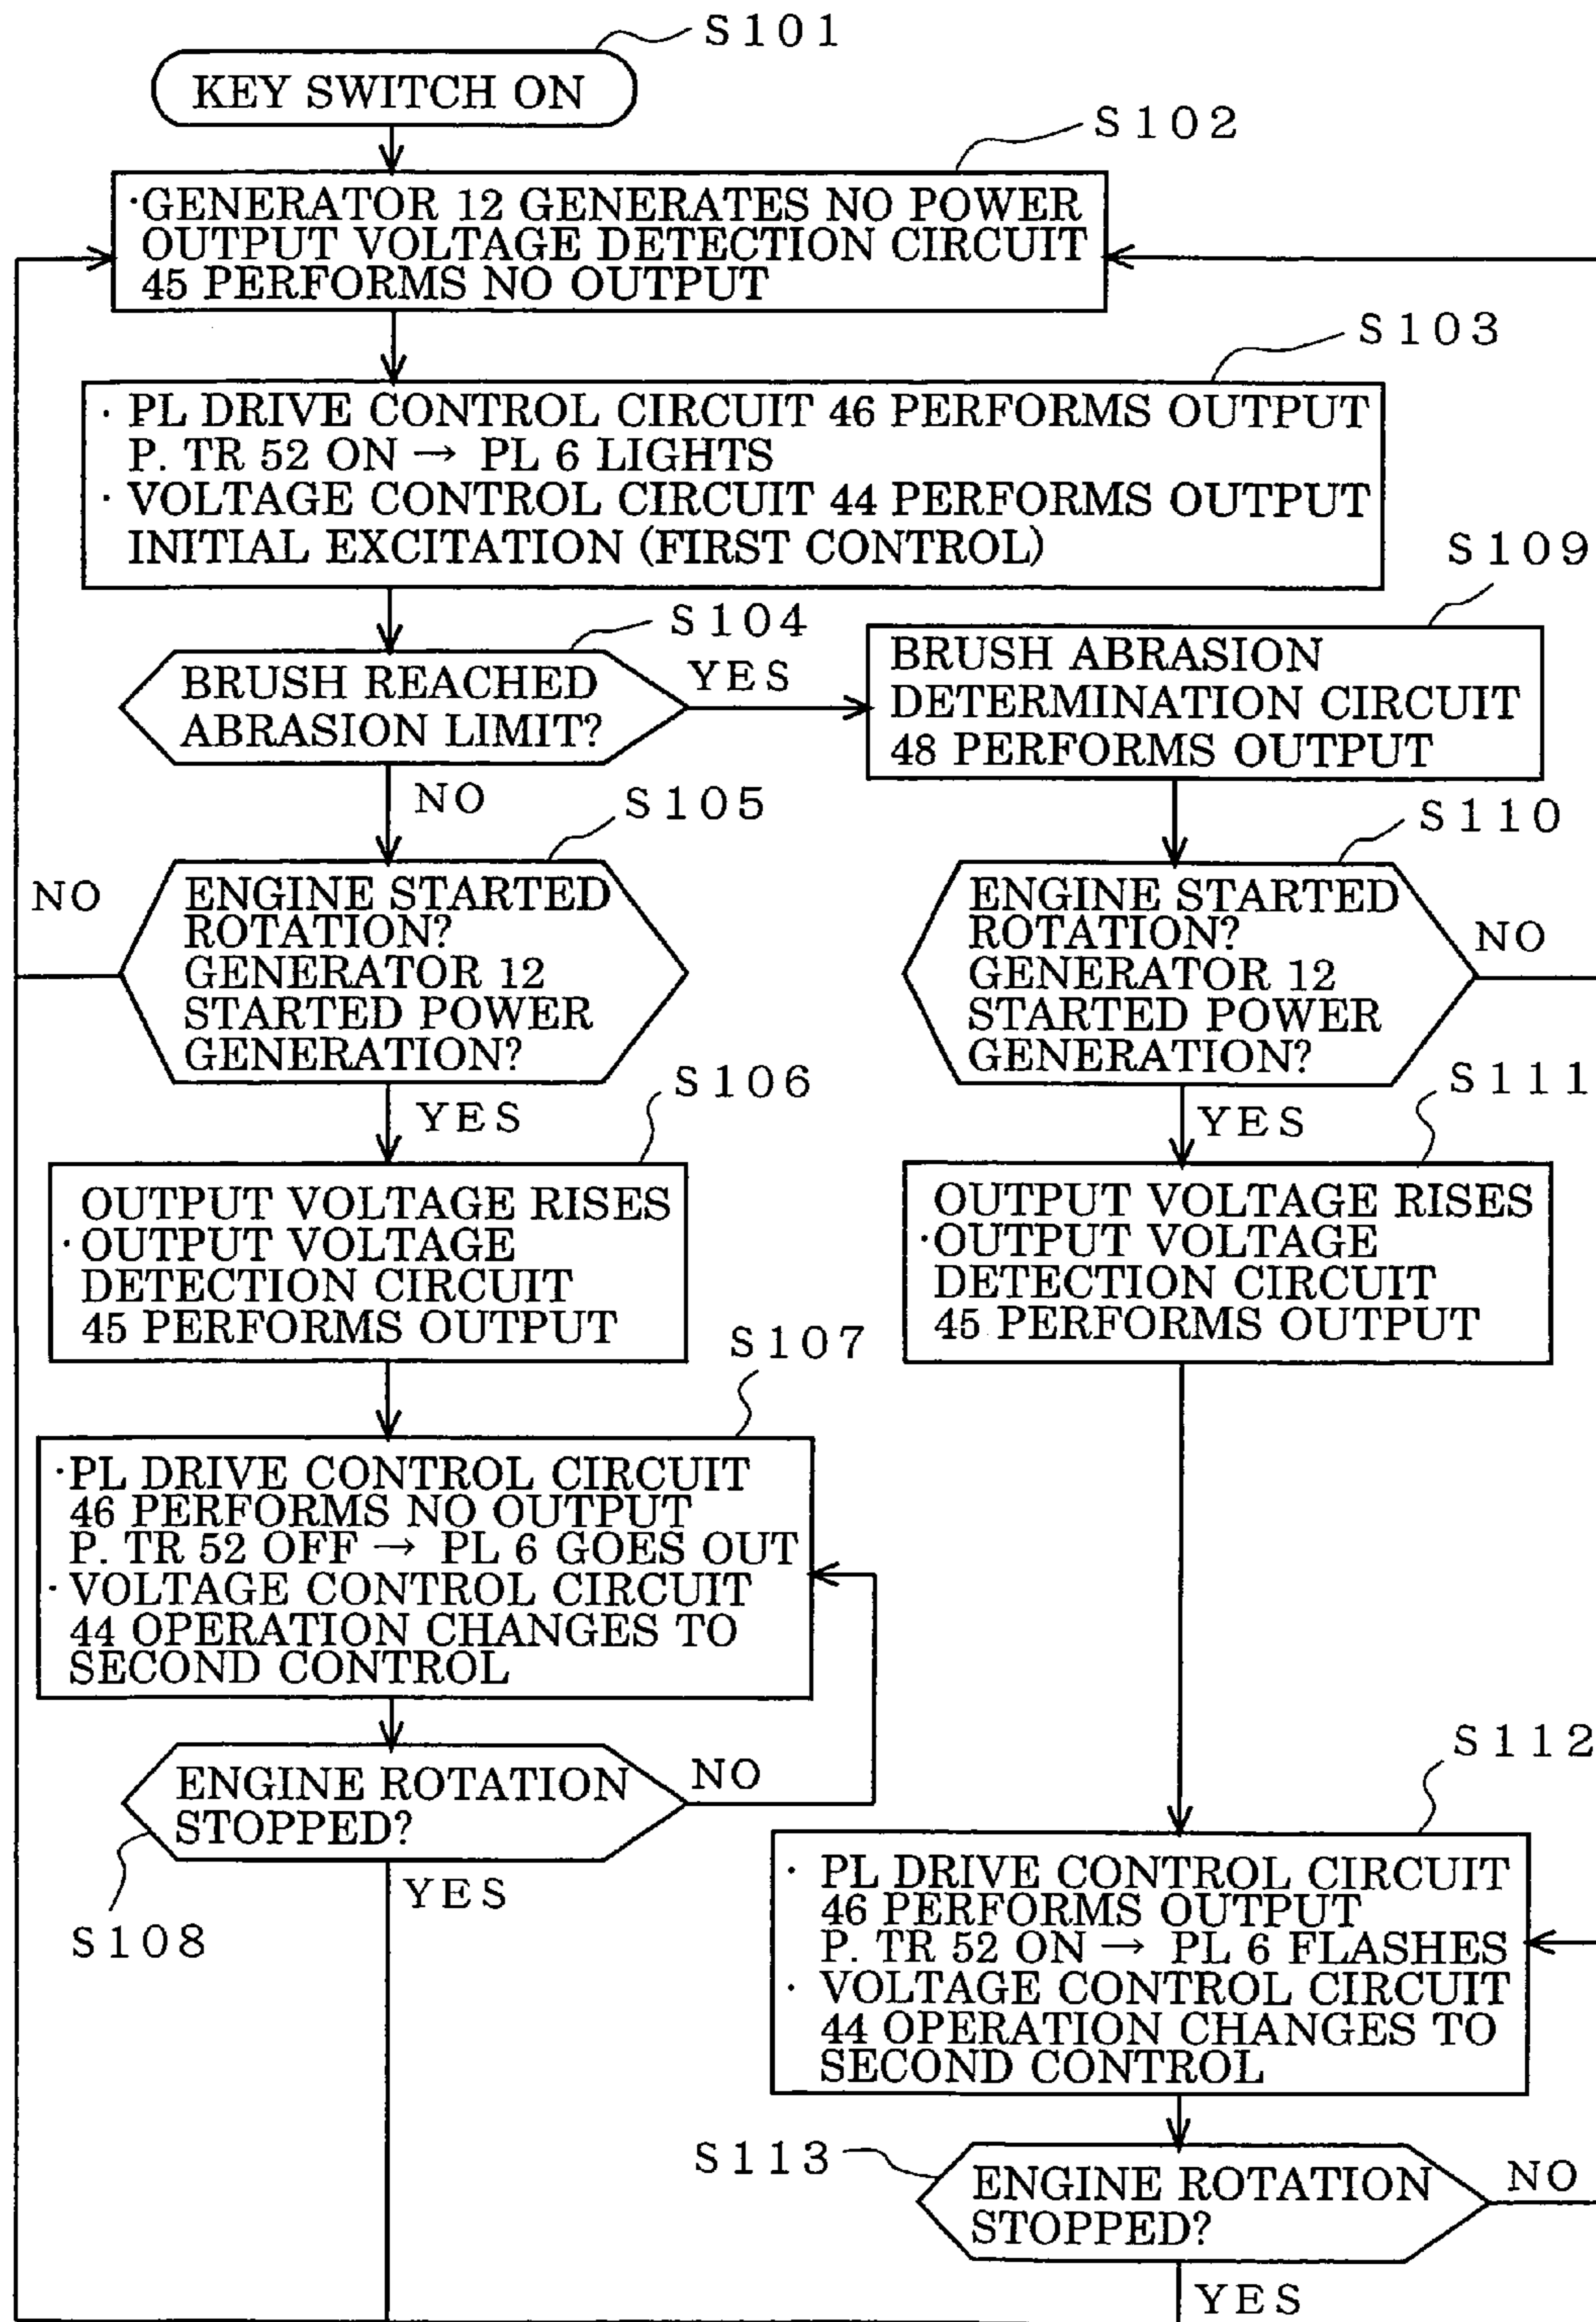 S101
KEY SWITCH ON
S102
·GENERATOR 12 GENERATES NO POWER
OUTPUT VOLTAGE DETECTION CIRCUIT
45 PERFORMS NO OUTPUT
S103
· PL DRIVE CONTROL CIRCUIT 46 PERFORMS OUTPUT
P. TR 52 ON → PL 6 LIGHTS
· VOLTAGE CONTROL CIRCUIT 44 PERFORMS OUTPUT
INITIAL EXCITATION (FIRST CONTROL)
S104
BRUSH REACHED
ABRASION LIMIT?
YES
NO
S109
BRUSH ABRASION
DETERMINATION CIRCUIT
48 PERFORMS OUTPUT
S105
ENGINE STARTED
ROTATION?
GENERATOR 12
STARTED POWER
GENERATION?
NO
YES
S110
ENGINE STARTED
ROTATION?
GENERATOR 12
STARTED POWER
GENERATION?
NO
YES
S106
OUTPUT VOLTAGE RISES
·OUTPUT VOLTAGE
DETECTION CIRCUIT
45 PERFORMS OUTPUT
S111
OUTPUT VOLTAGE RISES
·OUTPUT VOLTAGE
DETECTION CIRCUIT
45 PERFORMS OUTPUT
S107
·PL DRIVE CONTROL CIRCUIT
46 PERFORMS NO OUTPUT
P. TR 52 OFF → PL 6 GOES OUT
· VOLTAGE CONTROL CIRCUIT
44 OPERATION CHANGES TO
SECOND CONTROL
ENGINE ROTATION
STOPPED?
NO
YES
S108
S112
· PL DRIVE CONTROL CIRCUIT
46 PERFORMS OUTPUT
P. TR 52 ON → PL 6 FLASHES
· VOLTAGE CONTROL CIRCUIT
44 OPERATION CHANGES TO
SECOND CONTROL
S113
ENGINE ROTATION
STOPPED?
NO
YES